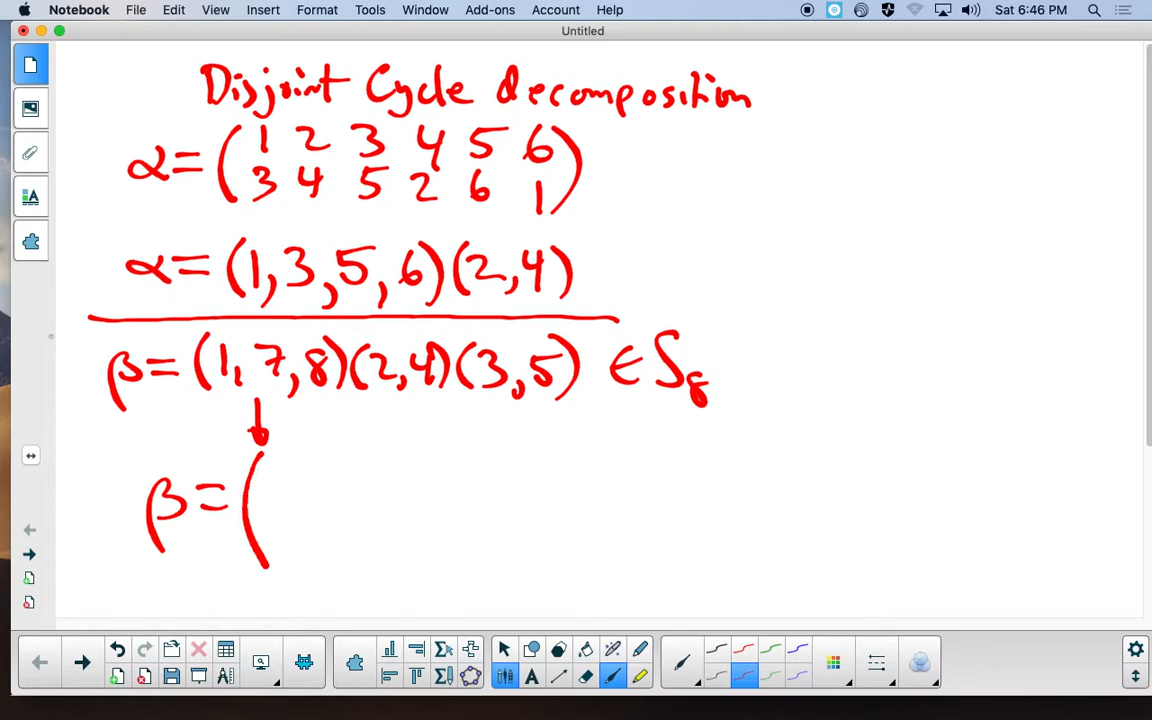 Notebook File Edit View Insert Format Tools Window Add-ons Account Help Sat 6:46 PM
Untitled
Disjoint Cycle decomposition
α = ( 1 2 3 4 5 6
3 4 5 2 6 1 )
α = (1,3,5,6)(2,4)
β = (1,7,8)(2,4)(3,5) ∈ S₈
β = (